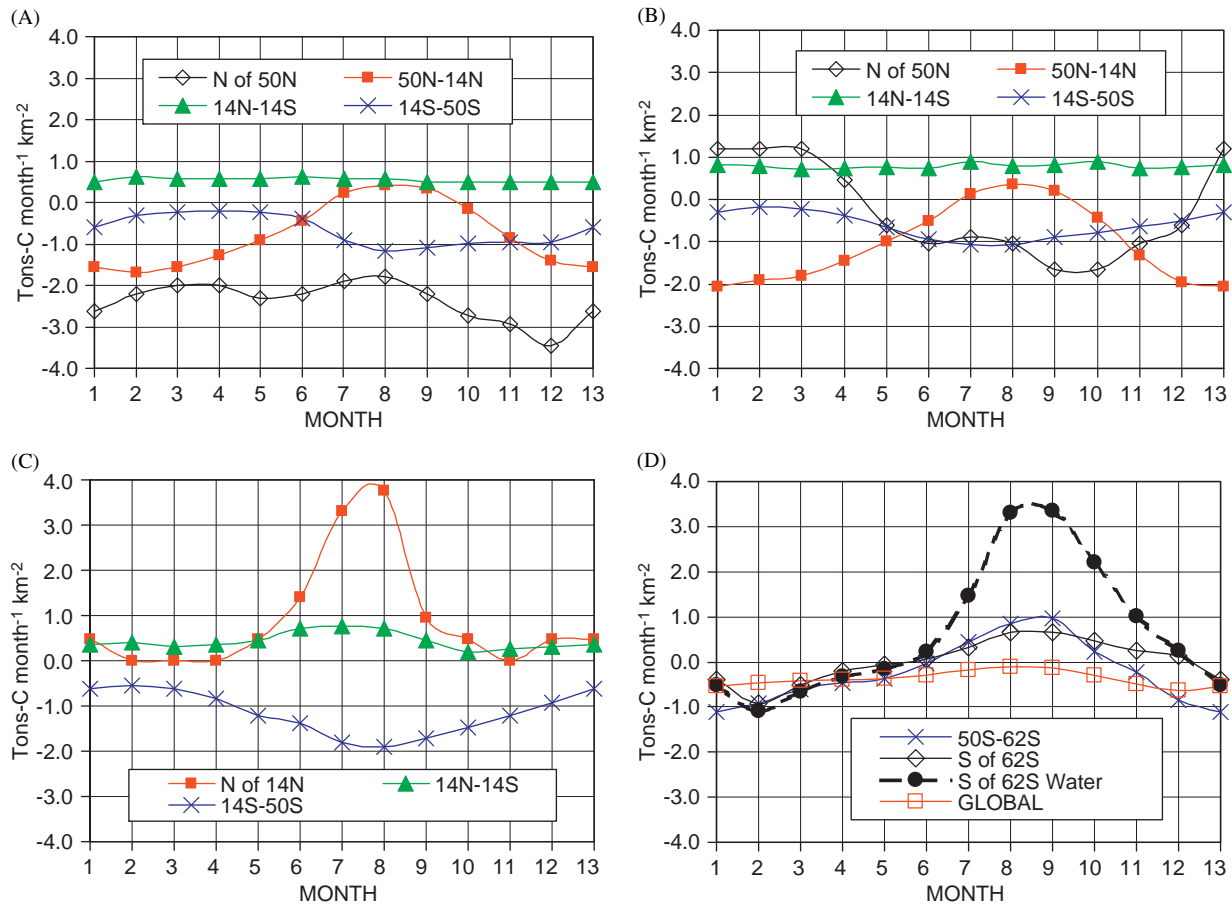 (A)
Tons-C month⁻¹ km⁻²
4.0
3.0
2.0
1.0
0.0
-1.0
-2.0
-3.0
-4.0
N of 50N 50N-14N
14N-14S 14S-50S
1 2 3 4 5 6 7 8 9 10 11 12 13
MONTH
(B)
Tons-C month⁻¹ km⁻²
4.0
3.0
2.0
1.0
0.0
-1.0
-2.0
-3.0
-4.0
N of 50N 50N-14N
14N-14S 14S-50S
1 2 3 4 5 6 7 8 9 10 11 12 13
MONTH
(C)
Tons-C month⁻¹ km⁻²
4.0
3.0
2.0
1.0
0.0
-1.0
-2.0
-3.0
-4.0
N of 14N 14N-14S
14S-50S
1 2 3 4 5 6 7 8 9 10 11 12 13
MONTH
(D)
Tons-C month⁻¹ km⁻²
4.0
3.0
2.0
1.0
0.0
-1.0
-2.0
-3.0
-4.0
50S-62S
S of 62S
S of 62S Water
GLOBAL
1 2 3 4 5 6 7 8 9 10 11 12 13
MONTH